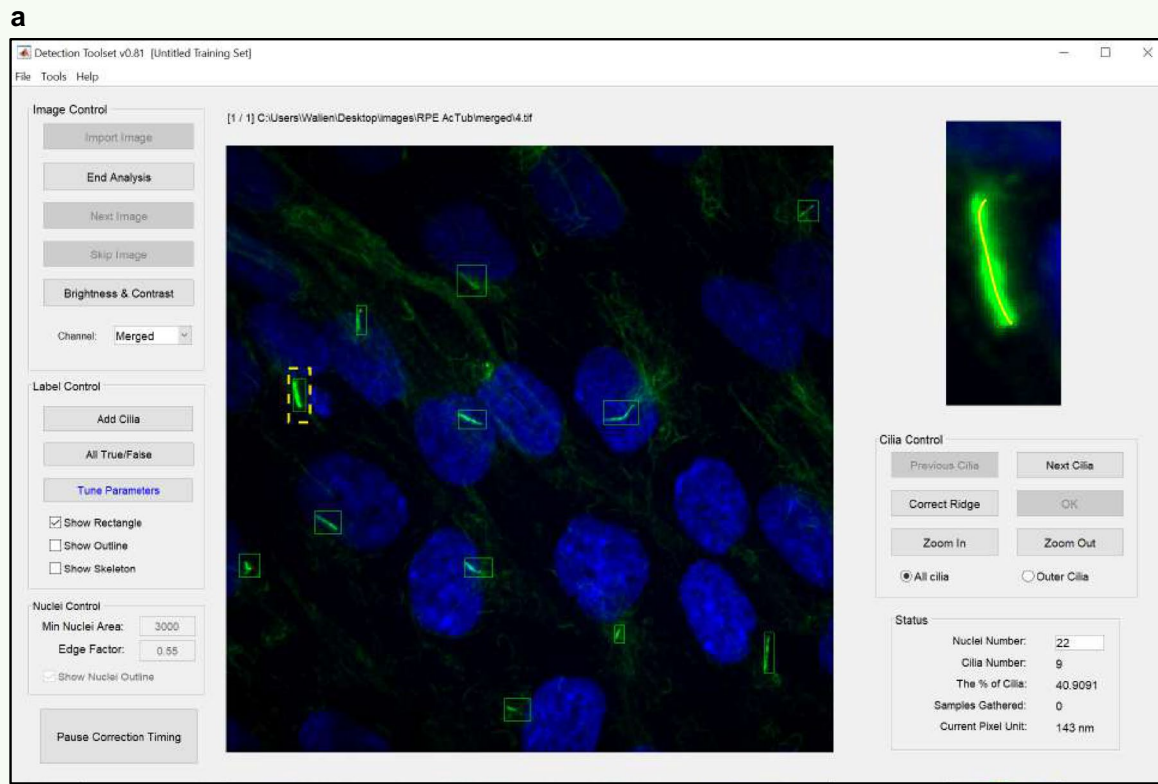 a
Detection Toolset v0.81 [Untitled Training Set]
File Tools Help
Image Control
Import Image
End Analysis
Next Image
Skip Image
Brightness & Contrast
Channel: Merged
Label Control
Add Cilia
All True/False
Tune Parameters
Show Rectangle
Show Outline
Show Skeleton
Nuclei Control
Min Nuclei Area: 3000
Edge Factor: 0.55
Show Nuclei Outline
Pause Correction Timing
[1 / 1] C:\Users\Walien\Desktop\images\RPE AcTub\merged\4.tif
Cilia Control
Previous Cilia Next Cilia
Correct Ridge OK
Zoom In Zoom Out
All cilia Outer Cilia
Status
Nuclei Number: 22
Cilia Number: 9
The % of Cilia: 40.9091
Samples Gathered: 0
Current Pixel Unit: 143 nm